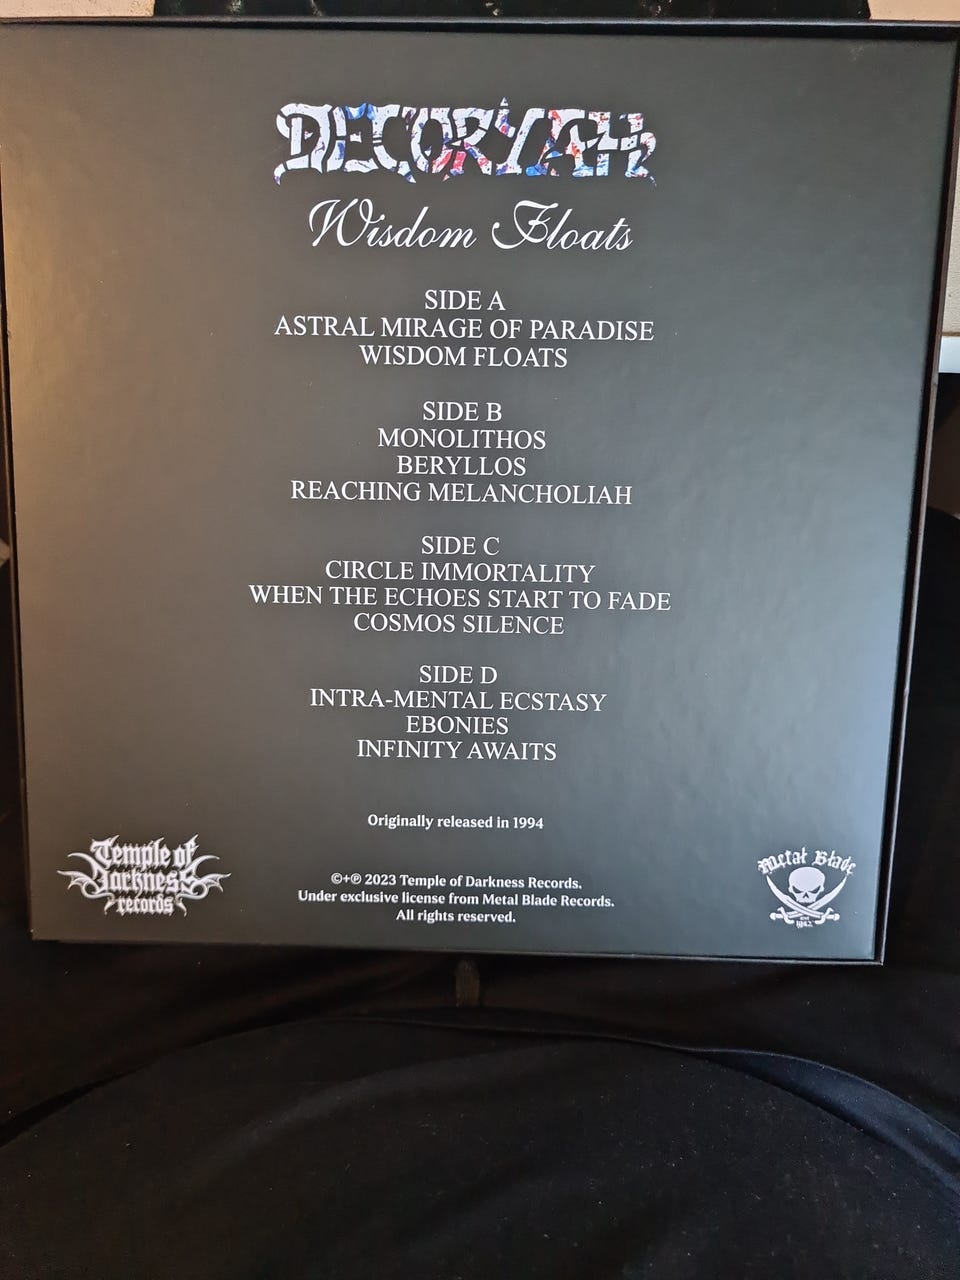 DECORYAH
Wisdom Floats
SIDE A
ASTRAL MIRAGE OF PARADISE
WISDOM FLOATS
SIDE B
MONOLITHOS
BERYLLOS
REACHING MELANCHOLIAH
SIDE C
CIRCLE IMMORTALITY
WHEN THE ECHOES START TO FADE
COSMOS SILENCE
SIDE D
INTRA-MENTAL ECSTASY
EBONIES
INFINITY AWAITS
Originally released in 1994
©+℗ 2023 Temple of Darkness Records.
Under exclusive license from Metal Blade Records.
All rights reserved.
Temple of
Darkness
records
Metal Blade